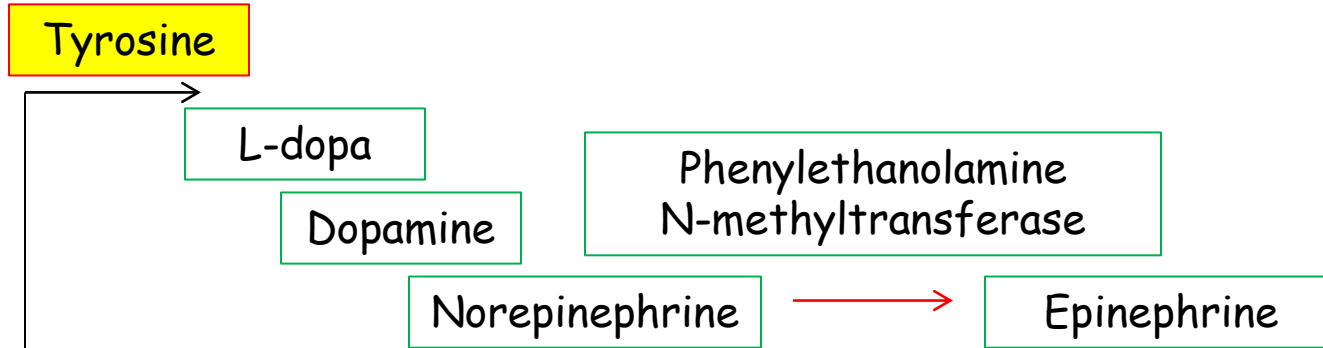 Tyrosine
L-dopa
Phenylethanolamine
N-methyltransferase
Dopamine
Norepinephrine
Epinephrine